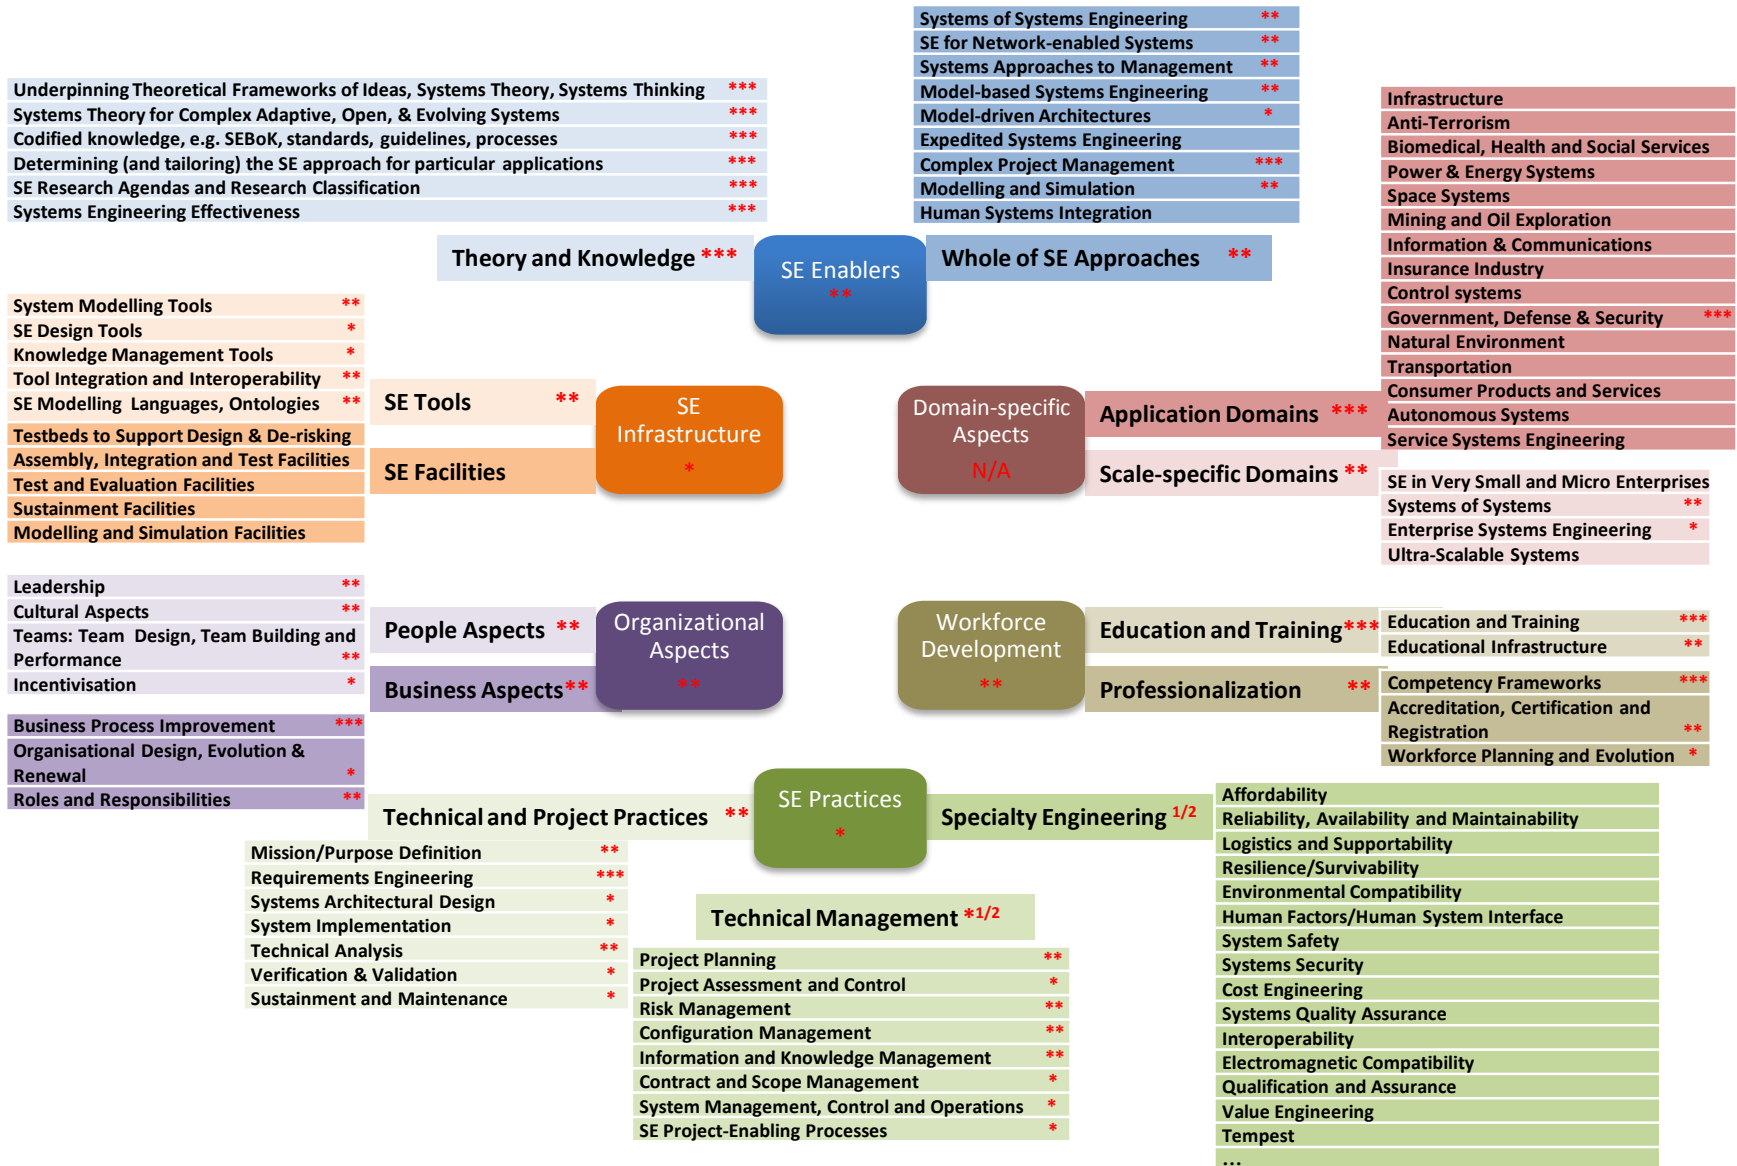 Systems of Systems Engineering **
SE for Network-enabled Systems **
Systems Approaches to Management **
Model-based Systems Engineering **
Model-driven Architectures *
Expedited Systems Engineering
Complex Project Management ***
Modelling and Simulation **
Human Systems Integration
Underpinning Theoretical Frameworks of Ideas, Systems Theory, Systems Thinking ***
Systems Theory for Complex Adaptive, Open, & Evolving Systems ***
Codified knowledge, e.g. SEBoK, standards, guidelines, processes ***
Determining (and tailoring) the SE approach for particular applications ***
SE Research Agendas and Research Classification ***
Systems Engineering Effectiveness ***
Theory and Knowledge ***
SE Enablers
**
Whole of SE Approaches **
Infrastructure
Anti-Terrorism
Biomedical, Health and Social Services
Power & Energy Systems
Space Systems
Mining and Oil Exploration
Information & Communications
Insurance Industry
Control systems
Government, Defense & Security ***
Natural Environment
Transportation
Consumer Products and Services
Autonomous Systems
Service Systems Engineering
System Modelling Tools **
SE Design Tools *
Knowledge Management Tools *
Tool Integration and Interoperability **
SE Modelling Languages, Ontologies **
SE Tools **
Testbeds to Support Design & De-risking
Assembly, Integration and Test Facilities
Test and Evaluation Facilities
Sustainment Facilities
Modelling and Simulation Facilities
SE Facilities
SE
Infrastructure
*
Domain-specific
Aspects
N/A
Application Domains ***
Scale-specific Domains **
SE in Very Small and Micro Enterprises
Systems of Systems **
Enterprise Systems Engineering *
Ultra-Scalable Systems
Leadership **
Cultural Aspects **
Teams: Team Design, Team Building and
Performance **
Incentivisation *
People Aspects **
Business Aspects**
Organizational
Aspects
**
Business Process Improvement ***
Organisational Design, Evolution &
Renewal *
Roles and Responsibilities **
Workforce
Development
**
Education and Training***
Professionalization **
Education and Training ***
Educational Infrastructure **
Competency Frameworks ***
Accreditation, Certification and
Registration **
Workforce Planning and Evolution *
Technical and Project Practices **
SE Practices
*
Specialty Engineering 1/2
Mission/Purpose Definition **
Requirements Engineering ***
Systems Architectural Design *
System Implementation *
Technical Analysis **
Verification & Validation *
Sustainment and Maintenance *
Technical Management *1/2
Project Planning **
Project Assessment and Control *
Risk Management **
Configuration Management **
Information and Knowledge Management **
Contract and Scope Management *
System Management, Control and Operations *
SE Project-Enabling Processes *
Affordability
Reliability, Availability and Maintainability
Logistics and Supportability
Resilience/Survivability
Environmental Compatibility
Human Factors/Human System Interface
System Safety
Systems Security
Cost Engineering
Systems Quality Assurance
Interoperability
Electromagnetic Compatibility
Qualification and Assurance
Value Engineering
Tempest
...